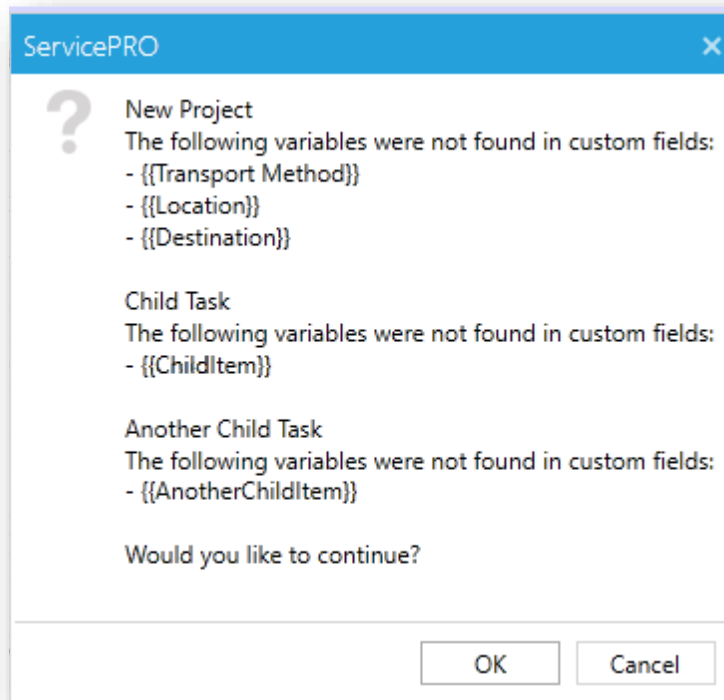 ServicePRO
New Project
The following variables were not found in custom fields:
- {{Transport Method}}
- {{Location}}
- {{Destination}}
Child Task
The following variables were not found in custom fields:
- {{ChildItem}}
Another Child Task
The following variables were not found in custom fields:
- {{AnotherChildItem}}
Would you like to continue?
OK
Cancel